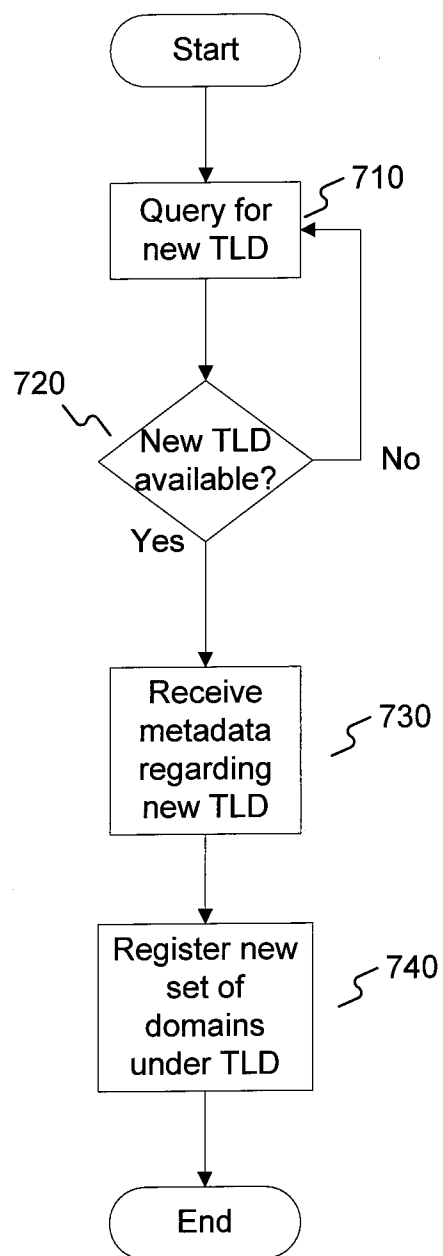 Start
710
Query for
new TLD
720
New TLD
available?
No
Yes
Receive
metadata
regarding
new TLD
730
Register new
set of
domains
under TLD
740
End